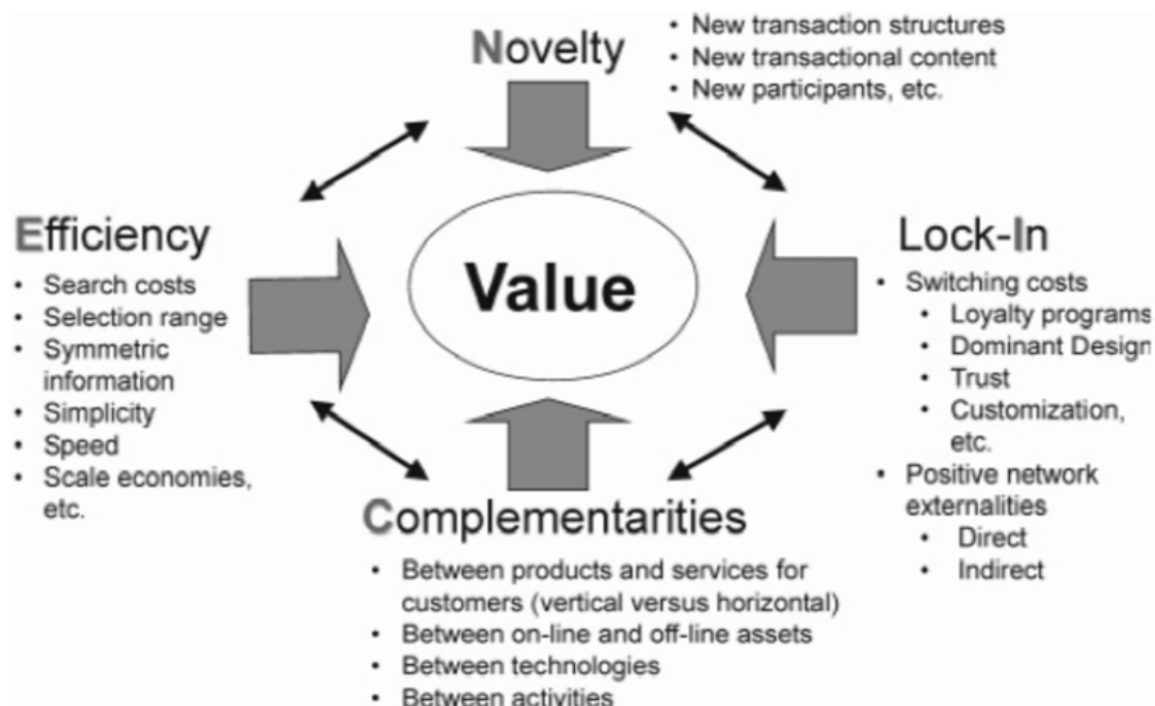 Novelty
• New transaction structures
• New transactional content
• New participants, etc.
Efficiency
• Search costs
• Selection range
• Symmetric
information
• Simplicity
• Speed
• Scale economies,
etc.
Value
Lock-In
• Switching costs
• Loyalty programs
• Dominant Design
• Trust
• Customization,
etc.
• Positive network
externalities
• Direct
• Indirect
Complementarities
• Between products and services for
customers (vertical versus horizontal)
• Between on-line and off-line assets
• Between technologies
• Between activities